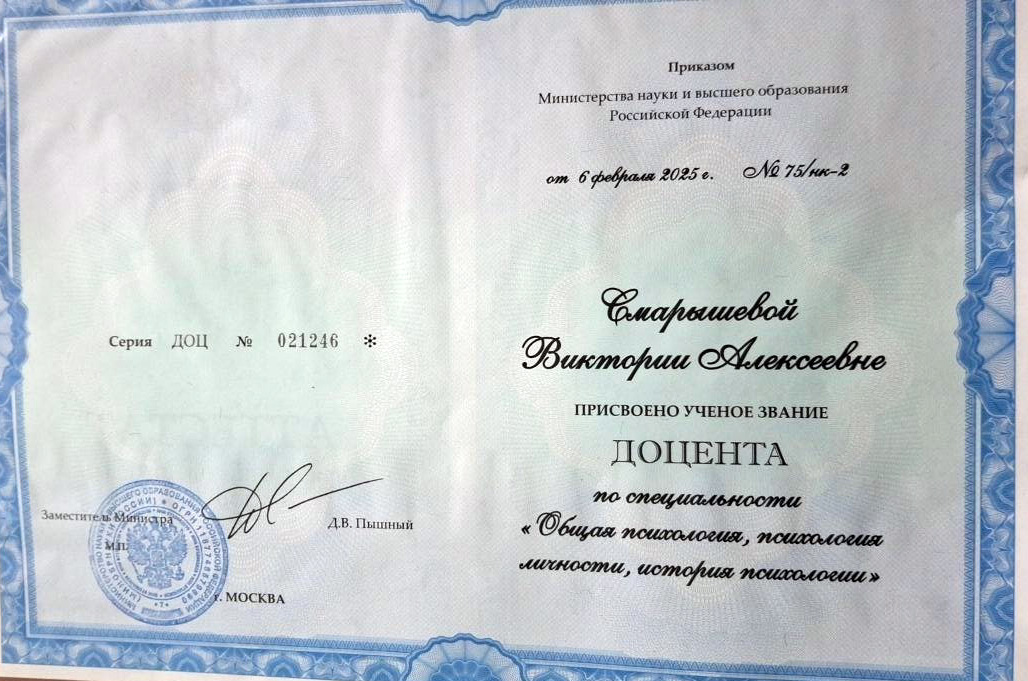 Серия ДОЦ № 021246 *
Заместитель Министра
Д.В. Пышный
М.П.
г. МОСКВА
Приказом
Министерства науки и высшего образования
Российской Федерации
от 6 февраля 2025 г. № 75/нк-2
Смарышевой
Виктории Алексеевне
ПРИСВОЕНО УЧЕНОЕ ЗВАНИЕ
ДОЦЕНТА
по специальности
«Общая психология, психология
личности, история психологии»